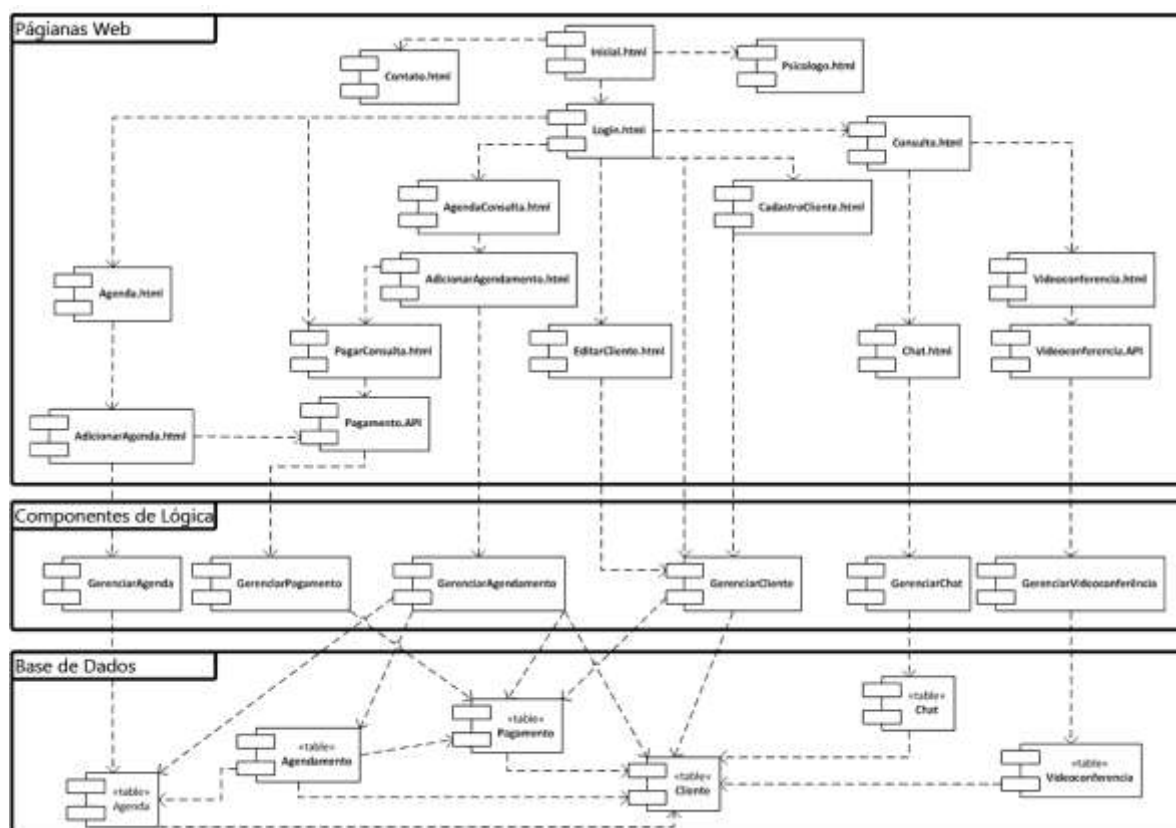 Págianas Web
Inicial.html
Contato.html
Psicologo.html
Login.html
Consulta.html
AgendaConsulta.html
CadastroCliente.html
AdicionarAgendamento.html
Agenda.html
Videoconferencia.html
PagarConsulta.html
EditarCliente.html
Chat.html
Videoconferencia.API
Pagamento.API
AdicionarAgenda.html
Componentes de Lógica
GerenciarAgenda
GerenciarPagamento
GerenciarAgendamento
GerenciarCliente
GerenciarChat
GerenciarVideoconferência
Base de Dados
«table»
Chat
«table»
Pagamento
«table»
Agendamento
«table»
Videoconferencia
«table»
Cliente
«table»
Agenda